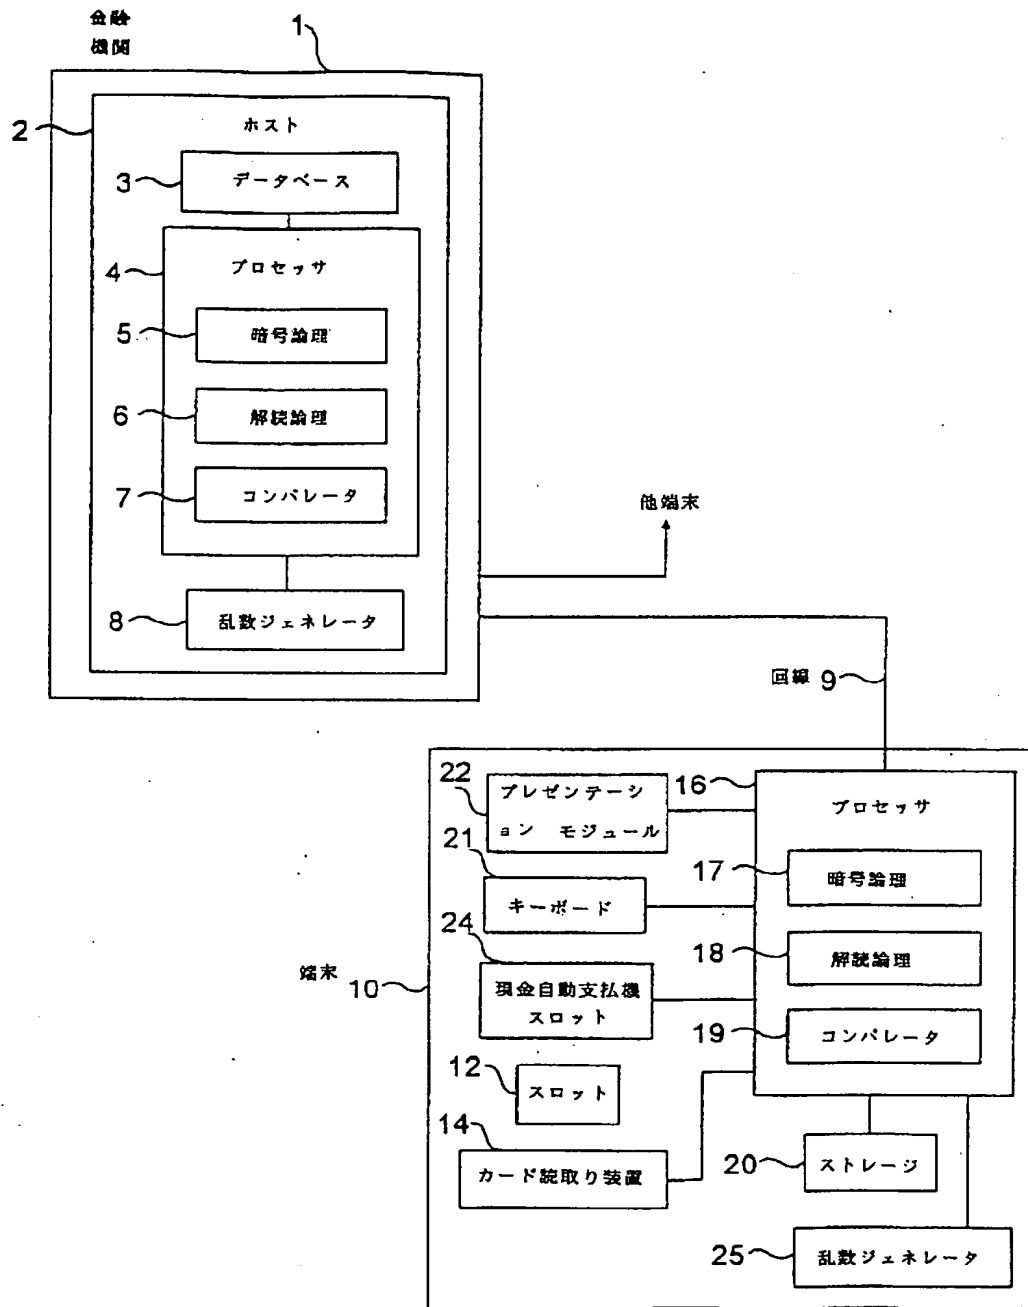 金融
機関
1
2
ホスト
3
データベース
4
プロセッサ
5
暗号論理
6
解読論理
7
コンパレータ
8
乱数ジェネレータ
他端末
回線 9
22
プレゼンテーシ
ョン モジュール
16
プロセッサ
21
キーボード
17
暗号論理
24
現金自動支払機
スロット
18
解読論理
端末 10
19
コンパレータ
12
スロット
14
カード読取り装置
20
ストレージ
25
乱数ジェネレータ